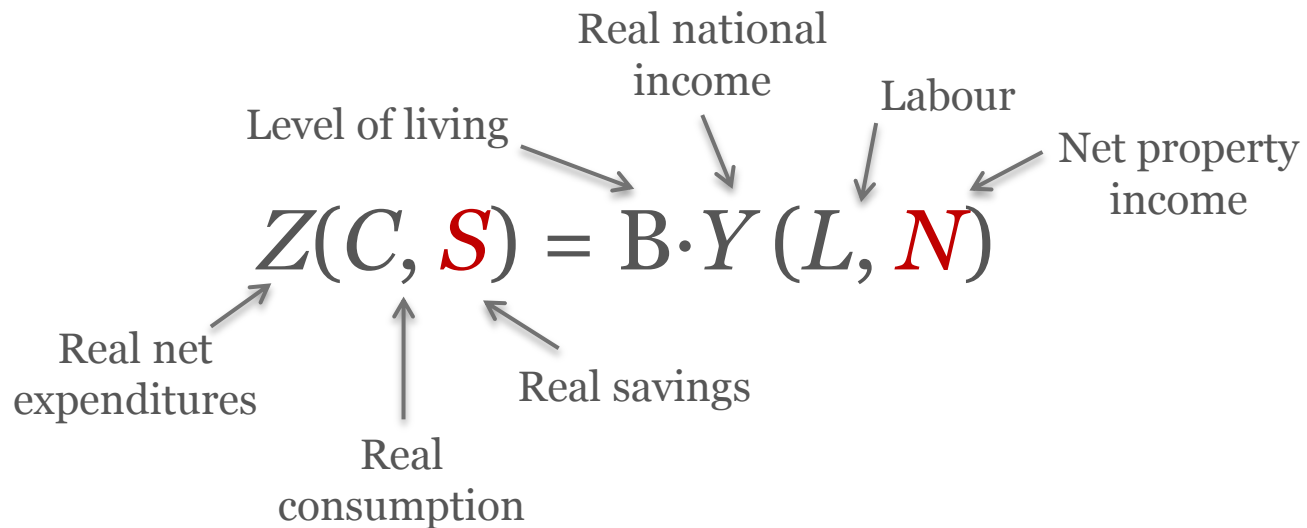 Real national
income
Labour
Level of living
Net property
income
Z(C, S) = B·Y (L, N)
Real net
expenditures
Real savings
Real
consumption